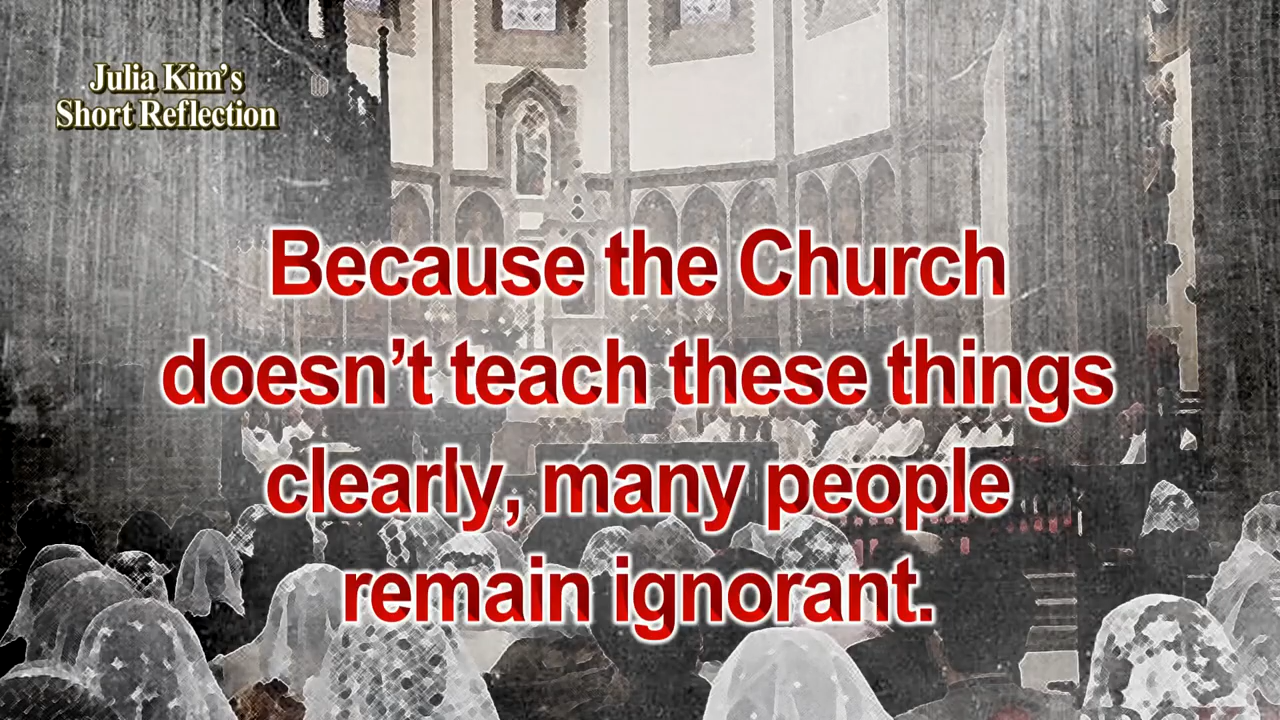 Julia Kim’s
Short Reflection
Because the Church
doesn’t teach these things
clearly, many people
remain ignorant.